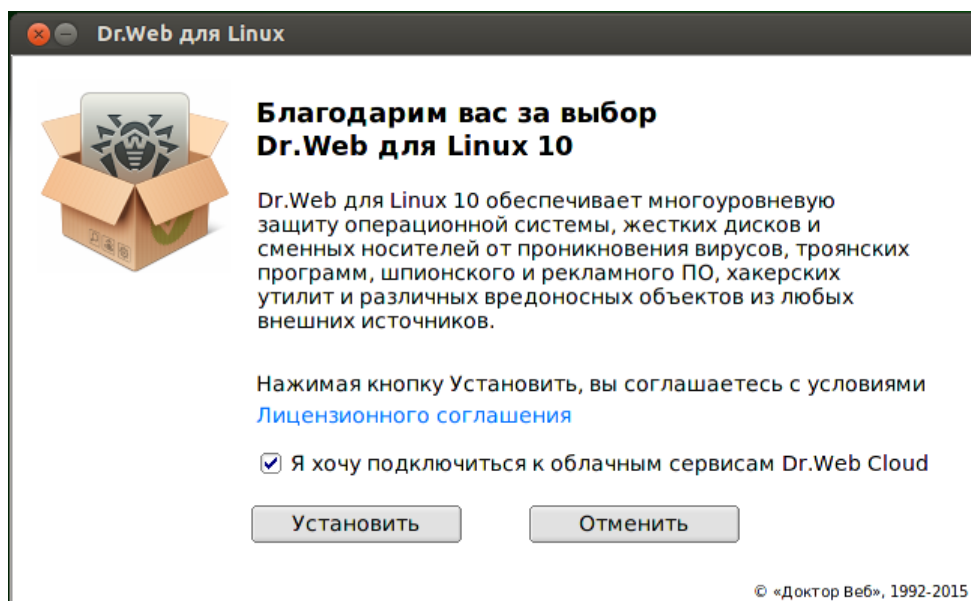 Dr.Web для Linux
Благодарим вас за выбор
Dr.Web для Linux 10
Dr.Web для Linux 10 обеспечивает многоуровневую
защиту операционной системы, жестких дисков и
сменных носителей от проникновения вирусов, троянских
программ, шпионского и рекламного ПО, хакерских
утилит и различных вредоносных объектов из любых
внешних источников.
Нажимая кнопку Установить, вы соглашаетесь с условиями
Лицензионного соглашения
Я хочу подключиться к облачным сервисам Dr.Web Cloud
Установить
Отменить
© «Доктор Веб», 1992-2015